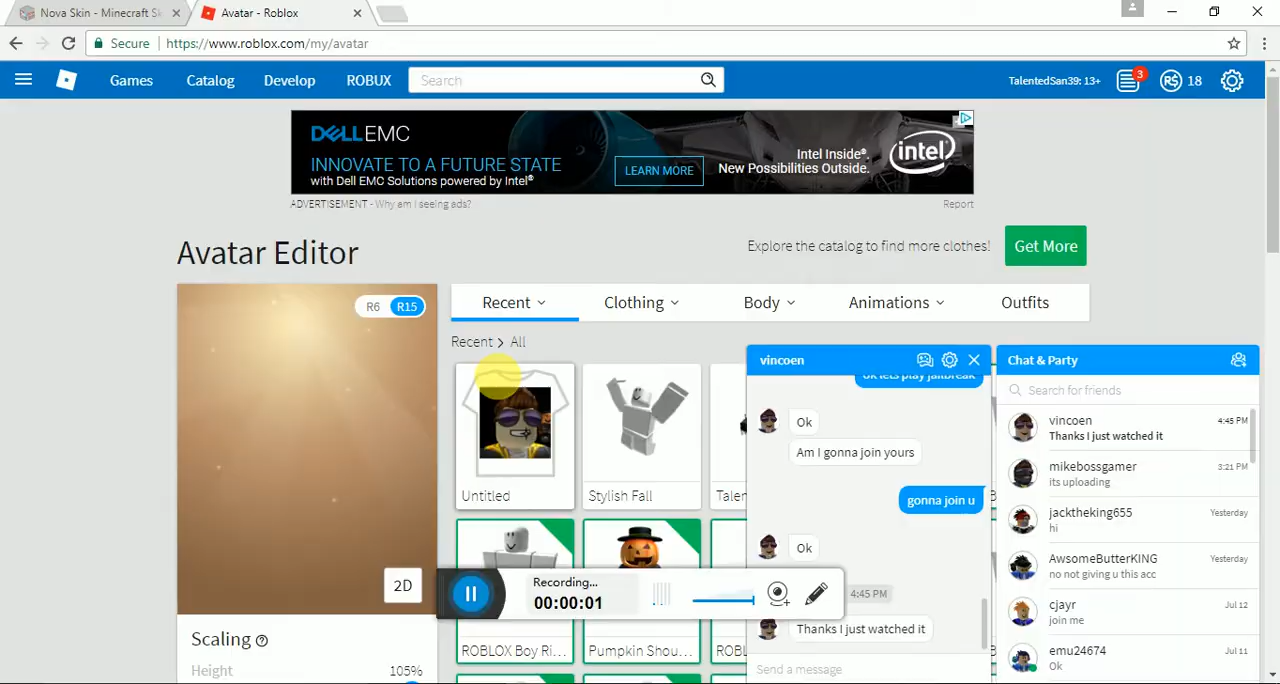 Nova Skin - Minecraft Sk
Avatar - Roblox
Secure
https://www.roblox.com/my/avatar
Games
Catalog
Develop
ROBUX
Search
TalentedSan39: 13+
3
R$ 18
DELLEMC
INNOVATE TO A FUTURE STATE
with Dell EMC Solutions powered by Intel®
LEARN MORE
Intel Inside®.
New Possibilities Outside.
intel
ADVERTISEMENT - Why am I seeing ads?
Report
Avatar Editor
Explore the catalog to find more clothes!
Get More
R6 R15
2D
Scaling
Height
105%
Recent
Clothing
Body
Animations
Outfits
Recent > All
Untitled
Stylish Fall
Talen
ROBLOX Boy Ri...
Pumpkin Shou...
ROBL
Recording...
00:00:01
vincoen
ok lets play jailbreak
Ok
Am I gonna join yours
gonna join u
Ok
4:45 PM
Thanks I just watched it
Send a message
Chat & Party
Search for friends
vincoen
4:45 PM
Thanks I just watched it
mikebossgamer
3:21 PM
its uploading
jacktheking655
Yesterday
hi
AwsomeButterKING
Yesterday
no not giving u this acc
cjayr
Jul 12
join me
emu24674
Jul 11
Ok